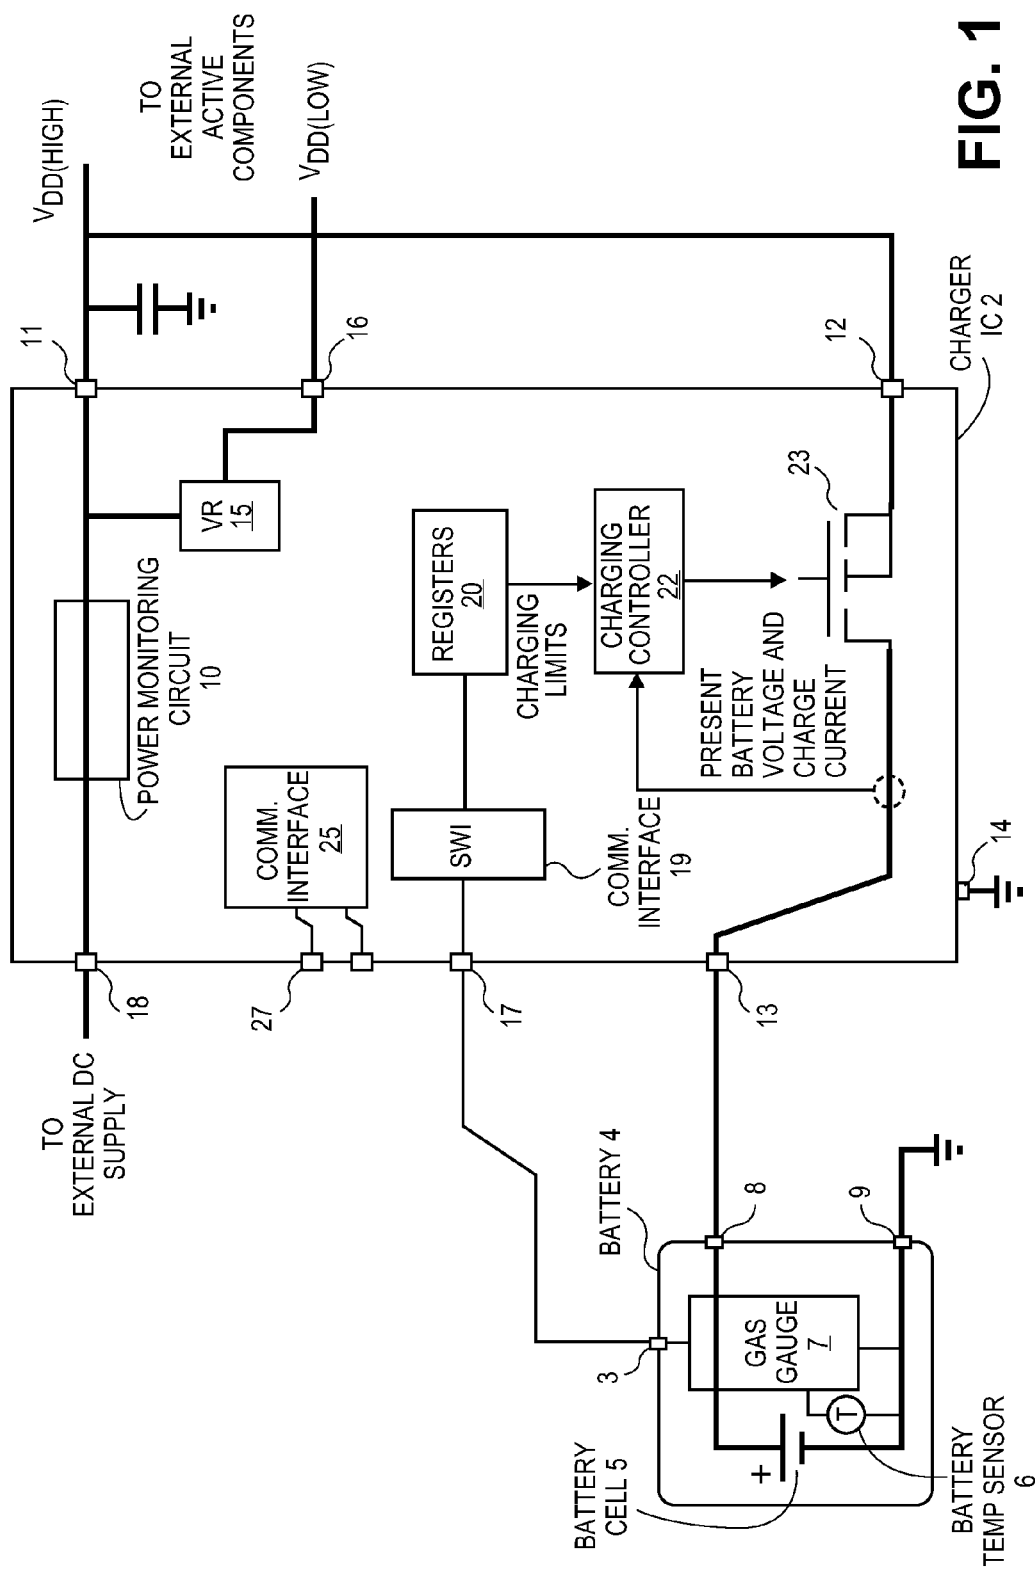 FIG. 1
TO
EXTERNAL DC
SUPPLY
18
POWER MONITORING
CIRCUIT
10
VR
15
11
VDD(HIGH)
TO
EXTERNAL
ACTIVE
COMPONENTS
VDD(LOW)
16
27
COMM.
INTERFACE
25
17
SWI
COMM.
INTERFACE
19
REGISTERS
20
CHARGING
LIMITS
CHARGING
CONTROLLER
22
PRESENT
BATTERY
VOLTAGE AND
CHARGE
CURRENT
23
12
13
14
CHARGER
IC 2
BATTERY 4
3
8
9
GAS
GAUGE
7
T
+
BATTERY
CELL 5
BATTERY
TEMP SENSOR
6